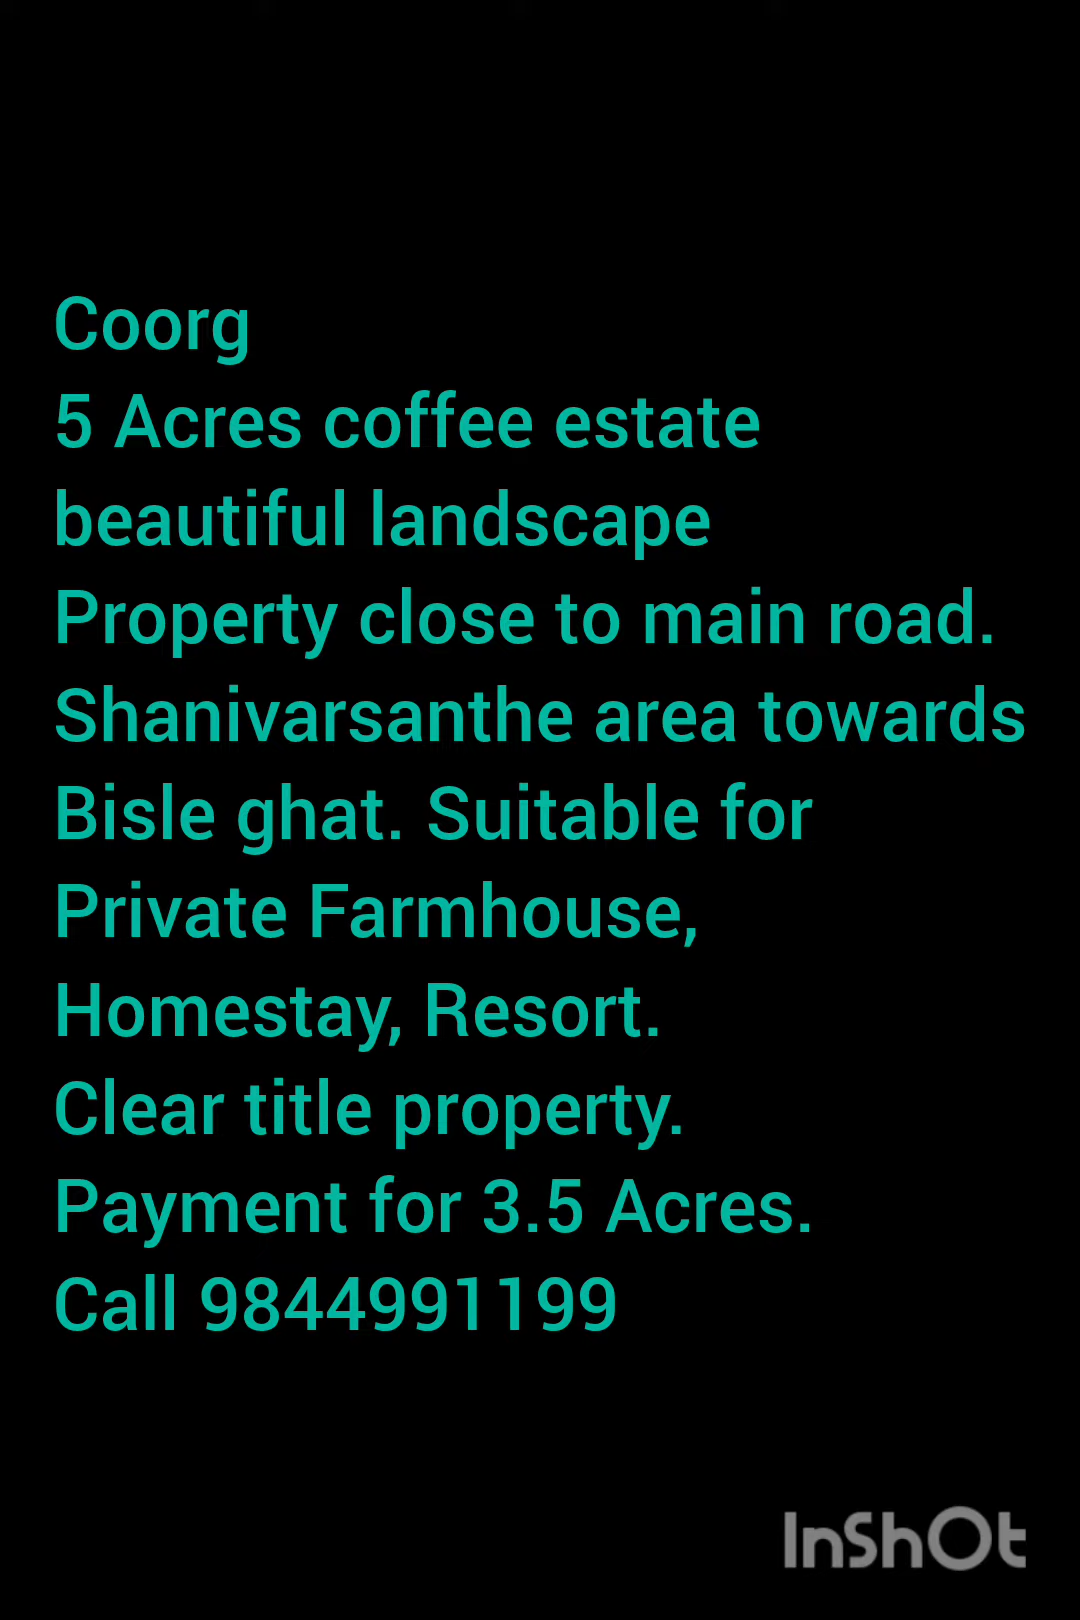 Coorg
5 Acres coffee estate
beautiful landscape
Property close to main road.
Shanivarsanthe area towards
Bisle ghat. Suitable for
Private Farmhouse,
Homestay, Resort.
Clear title property.
Payment for 3.5 Acres.
Call 9844991199
InShOt